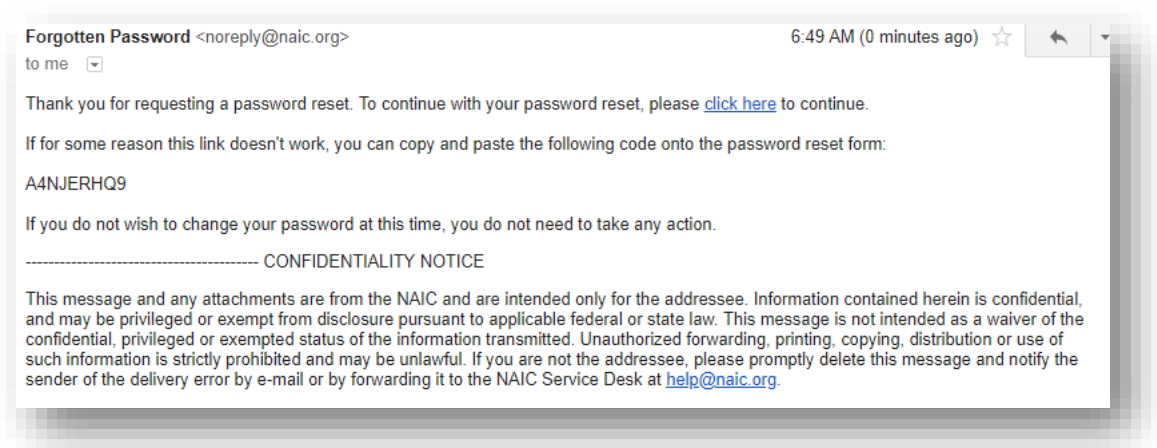 Forgotten Password <noreply@naic.org> 6:49 AM (0 minutes ago)
to me
Thank you for requesting a password reset. To continue with your password reset, please click here to continue.
If for some reason this link doesn't work, you can copy and paste the following code onto the password reset form:
A4NJERHQ9
If you do not wish to change your password at this time, you do not need to take any action.
----------------------------------------- CONFIDENTIALITY NOTICE
This message and any attachments are from the NAIC and are intended only for the addressee. Information contained herein is confidential,
and may be privileged or exempt from disclosure pursuant to applicable federal or state law. This message is not intended as a waiver of the
confidential, privileged or exempted status of the information transmitted. Unauthorized forwarding, printing, copying, distribution or use of
such information is strictly prohibited and may be unlawful. If you are not the addressee, please promptly delete this message and notify the
sender of the delivery error by e-mail or by forwarding it to the NAIC Service Desk at help@naic.org.